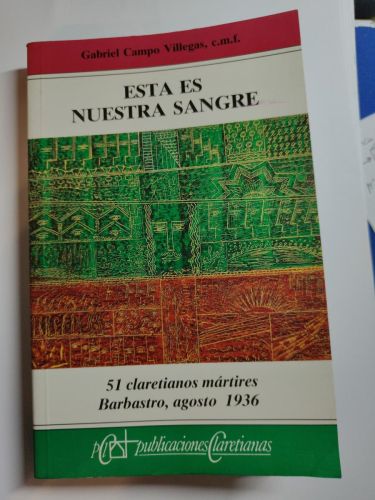 Gabriel Campo Villegas, c.m.f.
ESTA ES
NUESTRA SANGRE
51 claretianos mártires
Barbastro, agosto 1936
publicaciones Claretianas